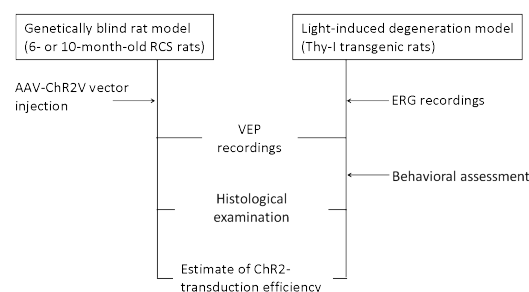 Genetically blind rat model
(6- or 10-month-old RCS rats)
Light-induced degeneration model
(Thy-I transgenic rats)
AAV-ChR2V vector
injection
ERG recordings
VEP
recordings
Behavioral assessment
Histological
examination
Estimate of ChR2-
transduction efficiency